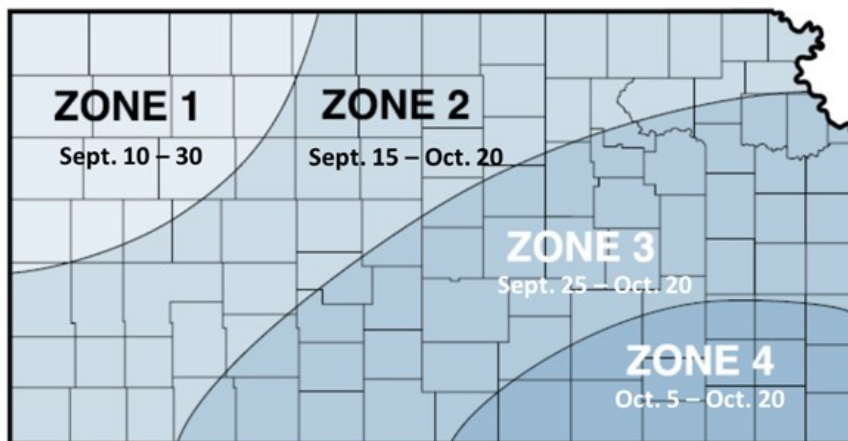 ZONE 1
Sept. 10 – 30
ZONE 2
Sept. 15 – Oct. 20
ZONE 3
Sept. 25 – Oct. 20
ZONE 4
Oct. 5 – Oct. 20